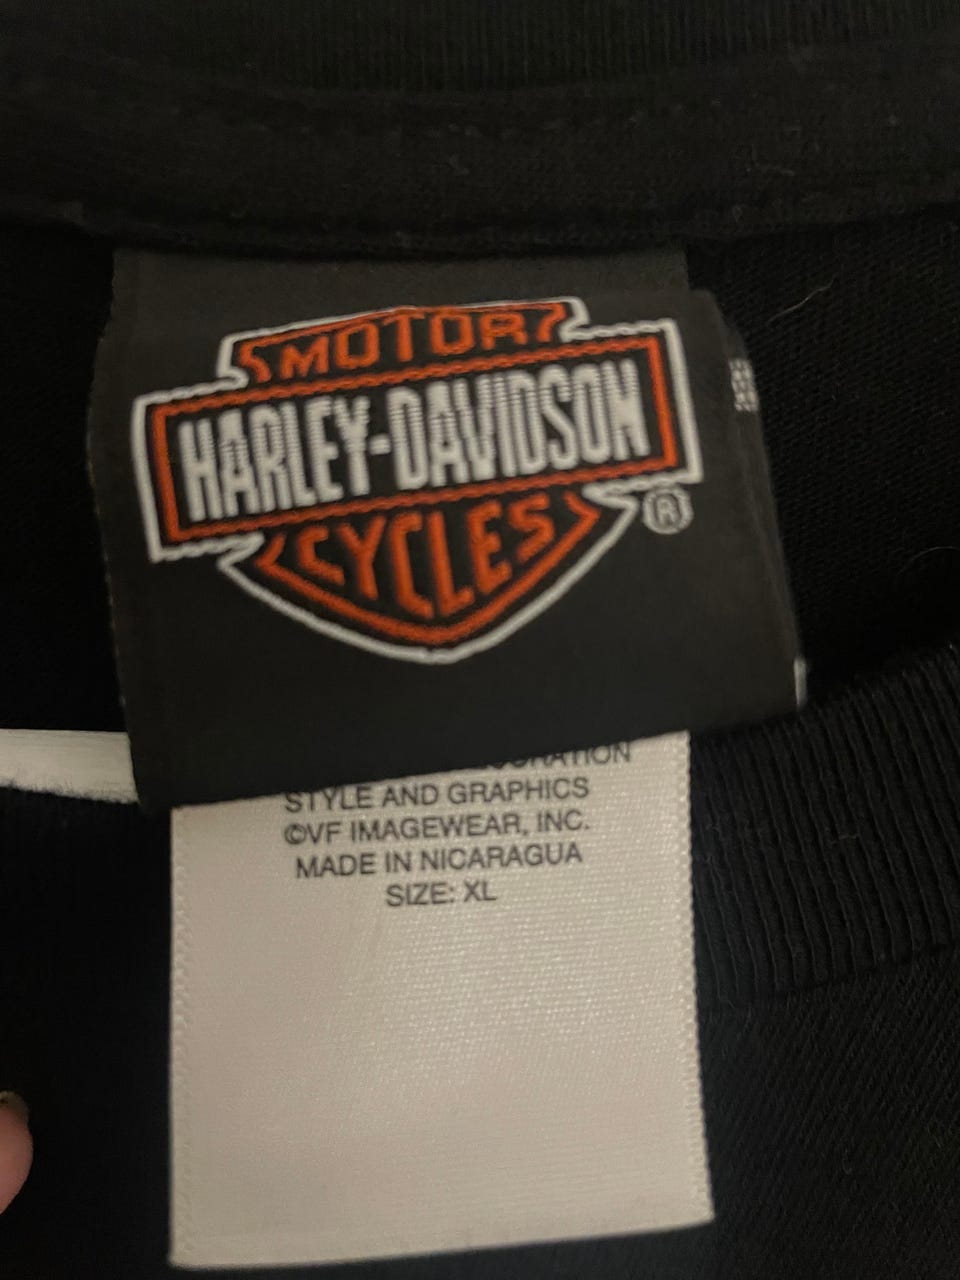 MOTOR
HARLEY-DAVIDSON
CYCLES
®
STYLE AND GRAPHICS
©VF IMAGEWEAR, INC.
MADE IN NICARAGUA
SIZE: XL